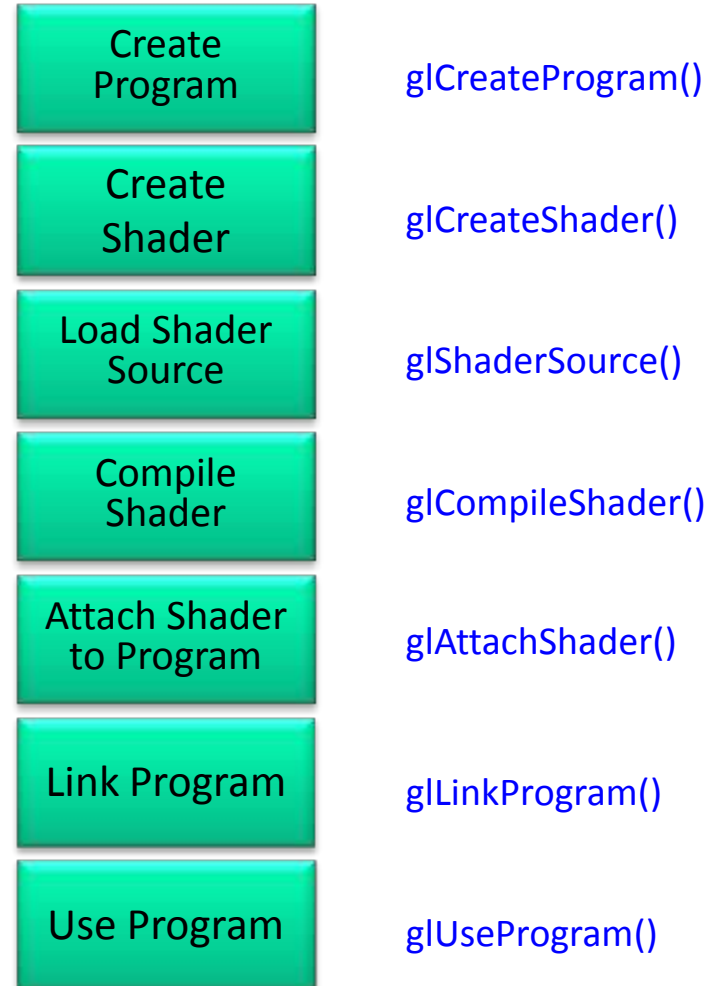 Create
Program
glCreateProgram()
Create
Shader
glCreateShader()
Load Shader
Source
glShaderSource()
Compile
Shader
glCompileShader()
Attach Shader
to Program
glAttachShader()
Link Program
glLinkProgram()
Use Program
glUseProgram()